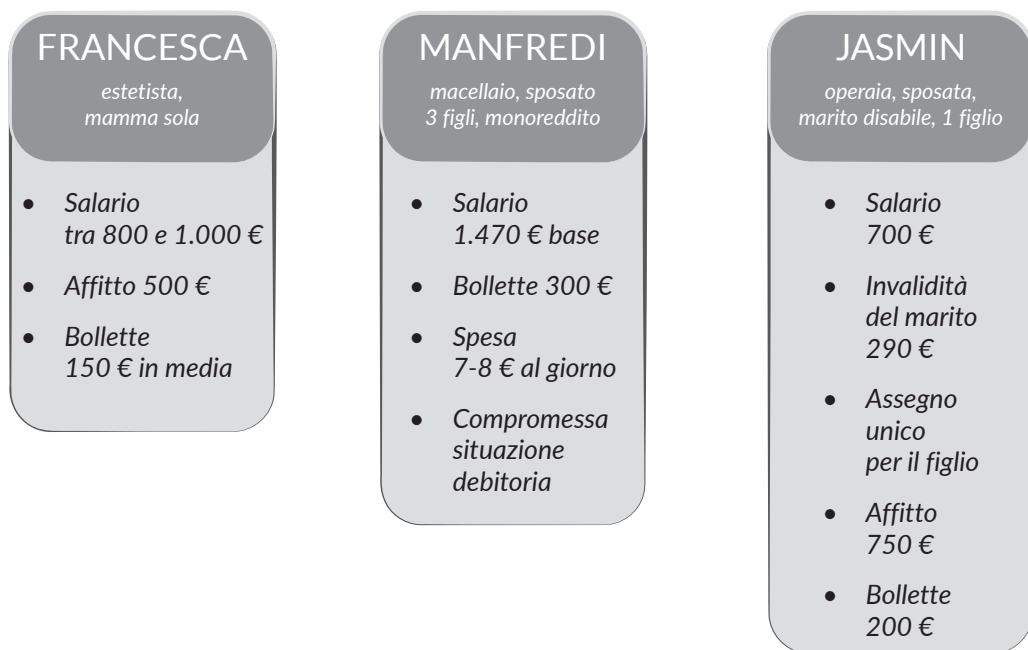 FRANCESCA
estetista,
mamma sola
• Salario
tra 800 e 1.000 €
• Affitto 500 €
• Bollette
150 € in media
MANFREDI
macellaio, sposato
3 figli, monoreddito
• Salario
1.470 € base
• Bollette 300 €
• Spesa
7-8 € al giorno
• Compromessa
situazione
debitoria
JASMIN
operaia, sposata,
marito disabile, 1 figlio
• Salario
700 €
• Invalidità
del marito
290 €
• Assegno
unico
per il figlio
• Affitto
750 €
• Bollette
200 €